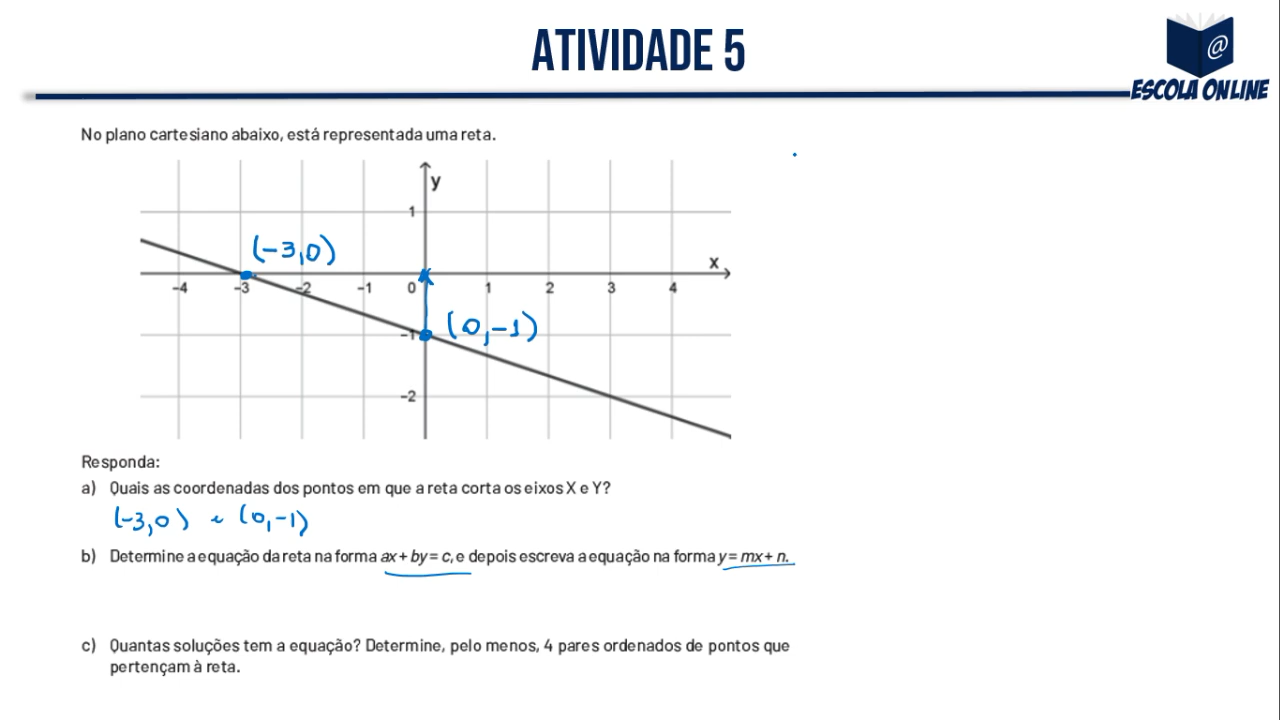 ATIVIDADE 5
@
ESCOLA ONLINE
No plano cartesiano abaixo, está representada uma reta.
y
1
(-3,0)
x
-4 -3 -2 -1 0 1 2 3 4
-1 (0,-1)
-2
Responda:
a) Quais as coordenadas dos pontos em que a reta corta os eixos X e Y?
(-3,0) e (0,-1)
b) Determine a equação da reta na forma ax + by = c, e depois escreva a equação na forma y = mx + n.
c) Quantas soluções tem a equação? Determine, pelo menos, 4 pares ordenados de pontos que
pertençam à reta.